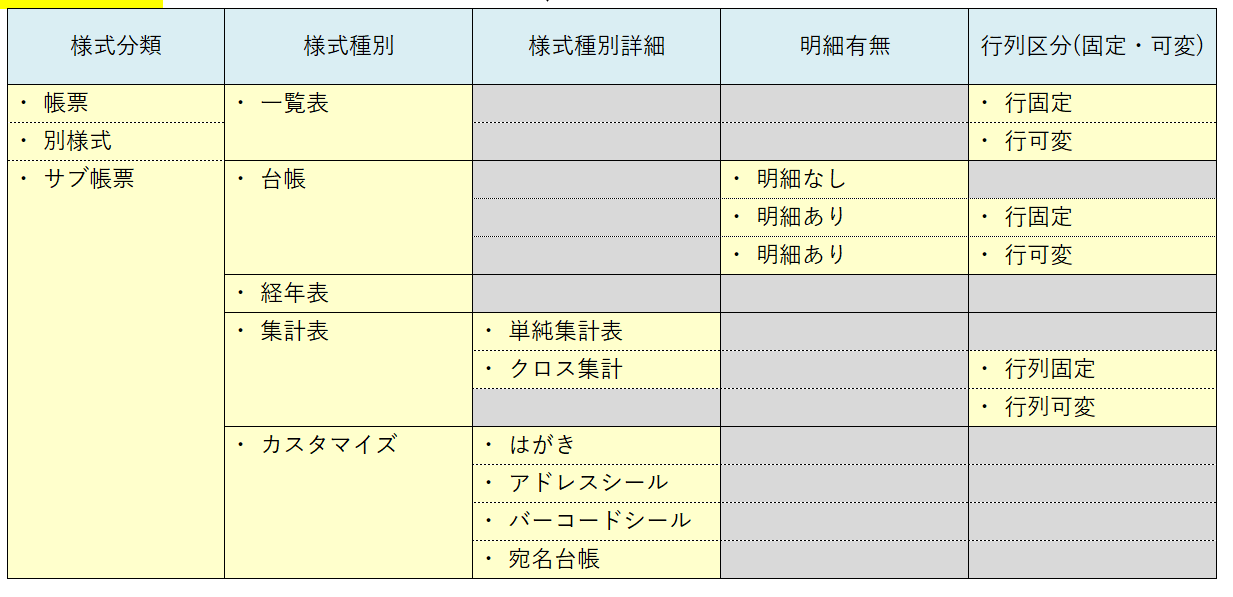 様式分類 様式種別 様式種別詳細 明細有無 行列区分(固定・可変)
・ 帳票 ・ 一覧表 ・ 行固定
・ 別様式 ・ 行可変
・ サブ帳票 ・ 台帳 ・ 明細なし
・ 明細あり ・ 行固定
・ 明細あり ・ 行可変
・ 経年表
・ 集計表 ・ 単純集計表
・ クロス集計 ・ 行列固定
・ 行列可変
・ カスタマイズ ・ はがき
・ アドレスシール
・ バーコードシール
・ 宛名台帳